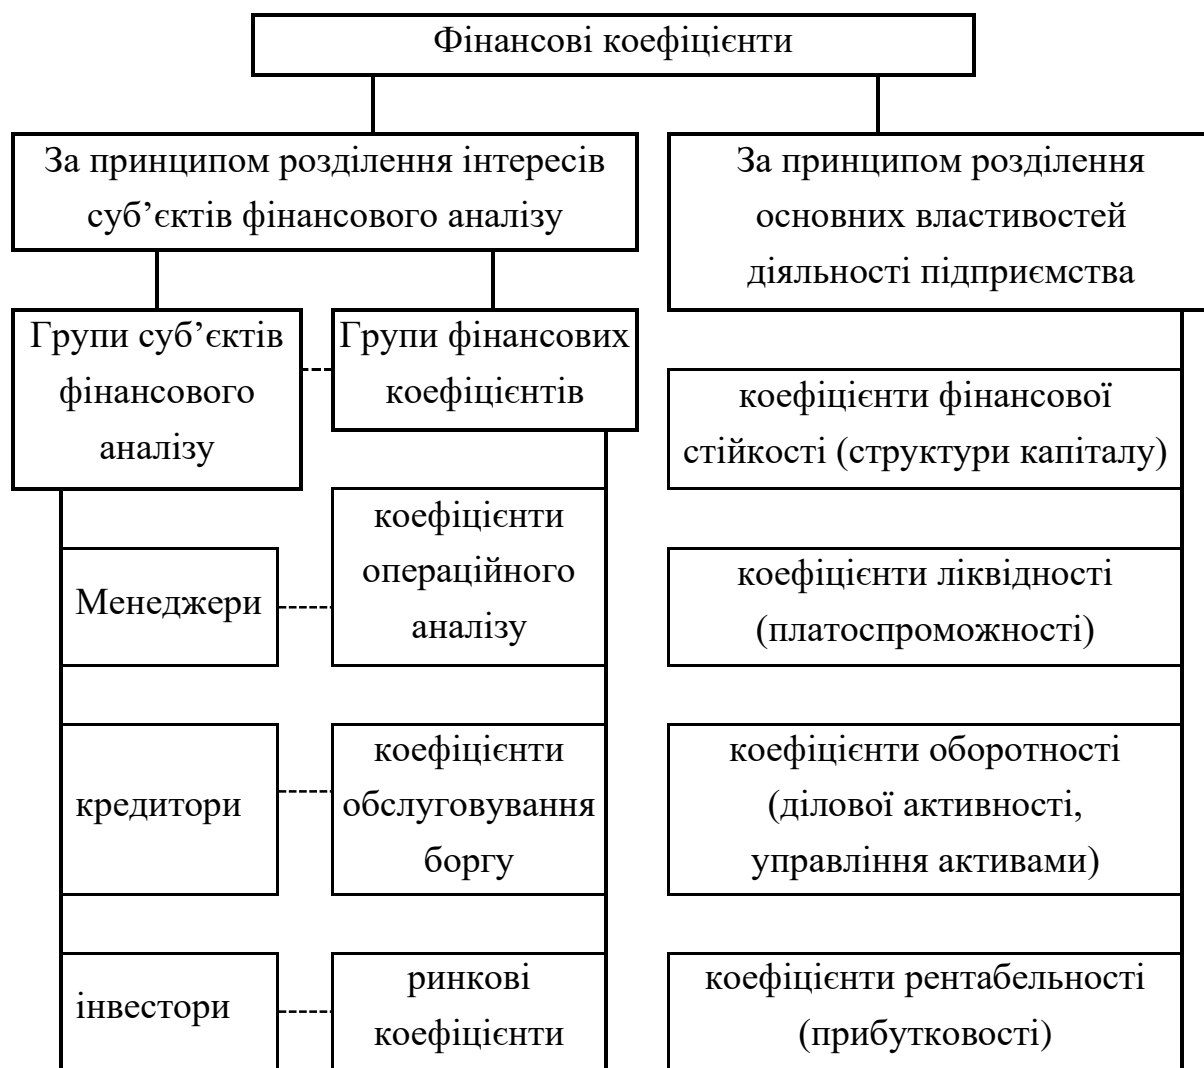 Фінансові коефіцієнти
За принципом розділення інтересів
суб’єктів фінансового аналізу
За принципом розділення
основних властивостей
діяльності підприємства
Групи суб’єктів
фінансового
аналізу
Групи фінансових
коефіцієнтів
коефіцієнти фінансової
стійкості (структури капіталу)
Менеджери
коефіцієнти
операційного
аналізу
коефіцієнти ліквідності
(платоспроможності)
кредитори
коефіцієнти
обслуговування
боргу
коефіцієнти оборотності
(ділової активності,
управління активами)
інвестори
ринкові
коефіцієнти
коефіцієнти рентабельності
(прибутковості)